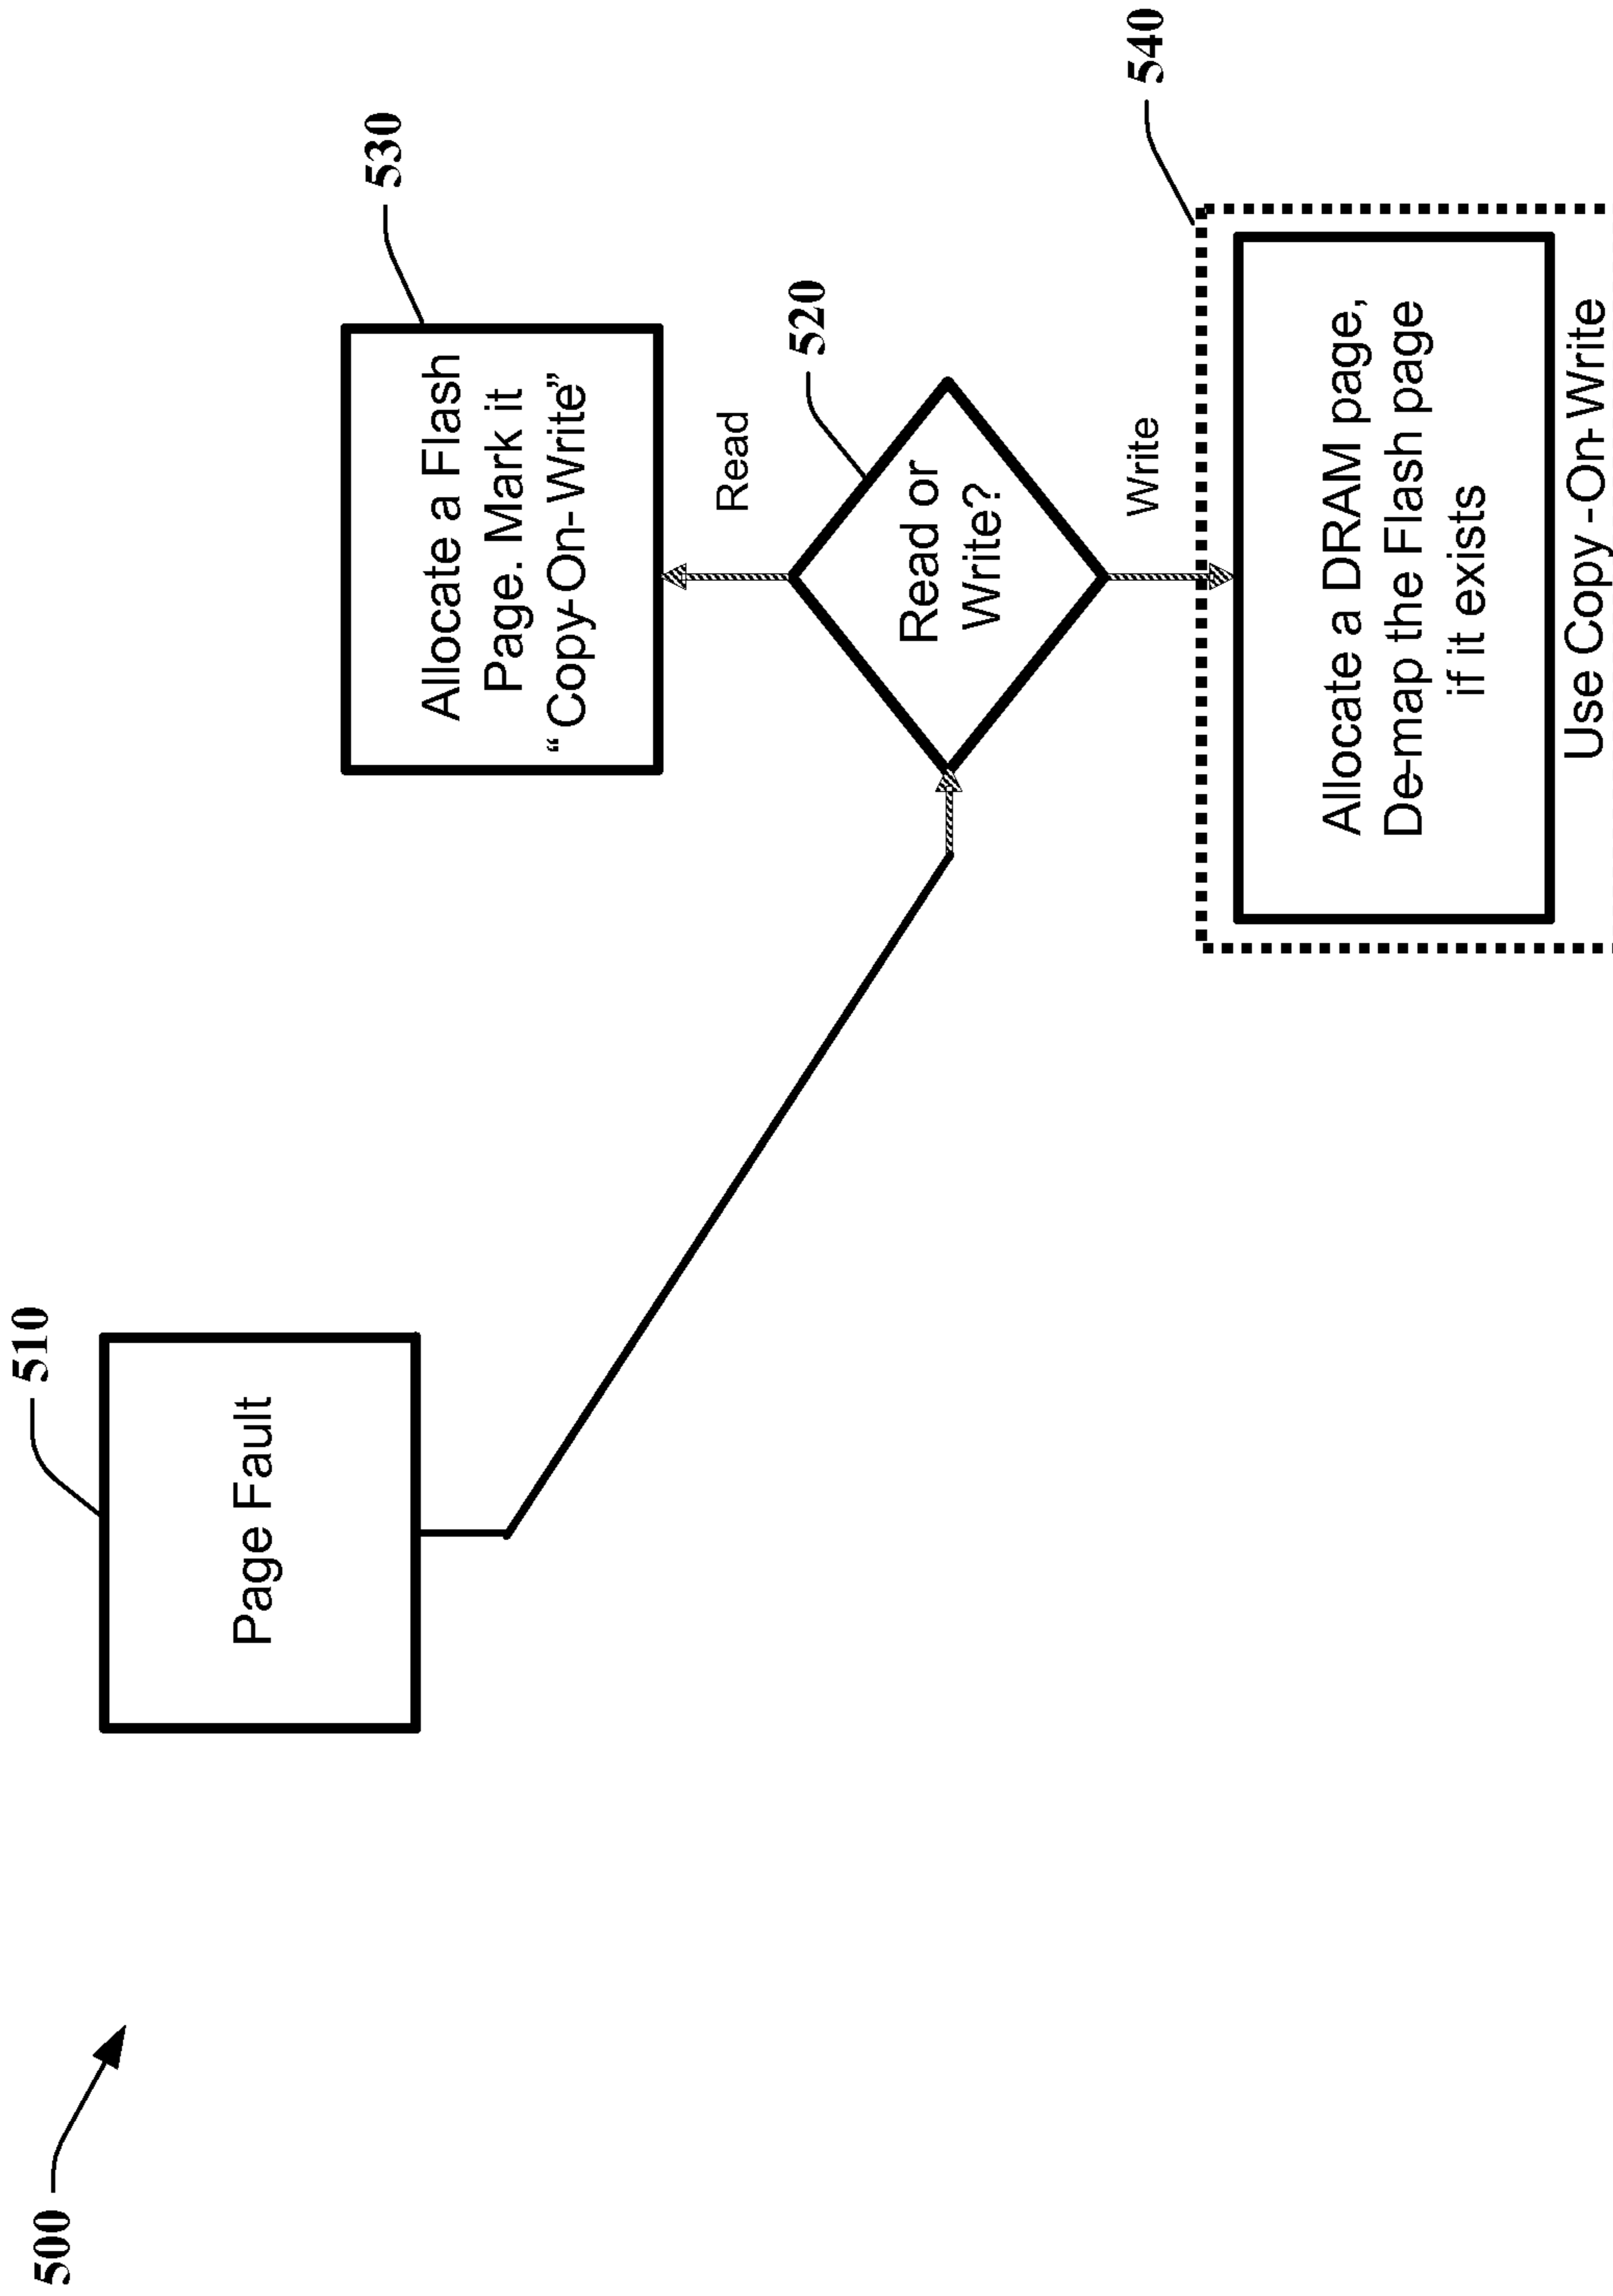 500
510
Page Fault
530
Allocate a Flash
Page. Mark it
“Copy-On-Write”
Read
520
Read or
Write?
Write
540
Allocate a DRAM page,
De-map the Flash page
if it exists
Use Copy -On-Write